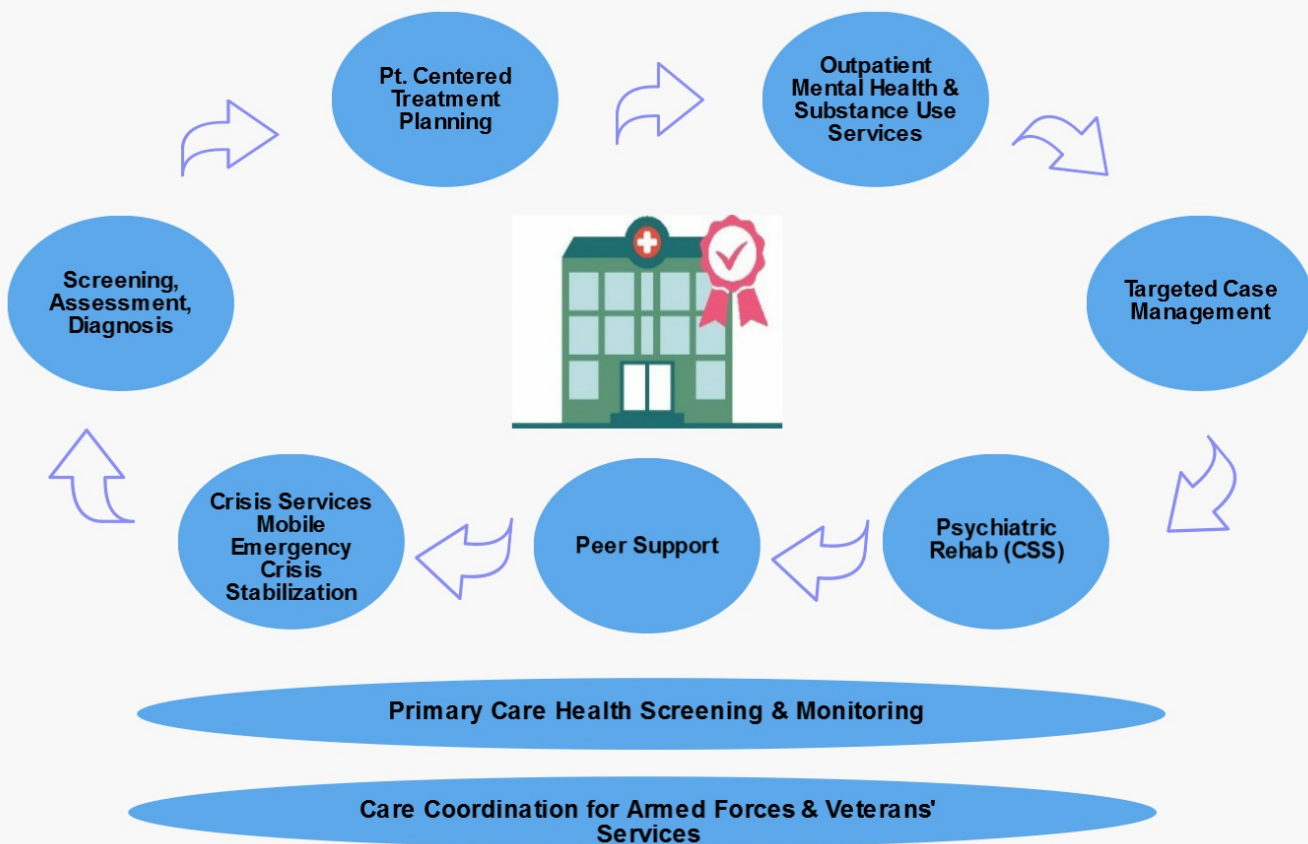 Pt. Centered
Treatment
Planning
Outpatient
Mental Health &
Substance Use
Services
Screening,
Assessment,
Diagnosis
Targeted Case
Management
Crisis Services
Mobile
Emergency
Crisis
Stabilization
Peer Support
Psychiatric
Rehab (CSS)
Primary Care Health Screening & Monitoring
Care Coordination for Armed Forces & Veterans'
Services